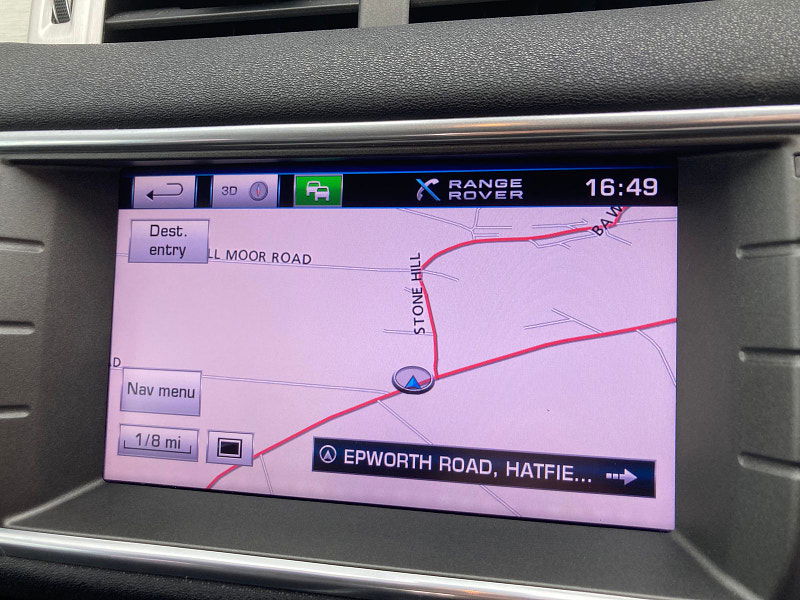 3D
RANGE
ROVER
16:49
Dest.
entry
LL MOOR ROAD
STONE HILL
BAW
D
Nav menu
1/8 mi
EPWORTH ROAD, HATFIE...